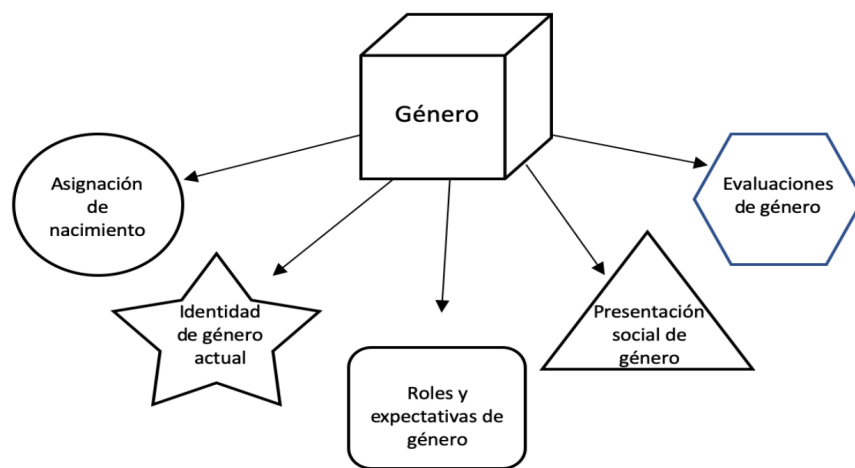 Género
Asignación
de
nacimiento
Identidad
de género
actual
Roles y
expectativas de
género
Presentación
social de
género
Evaluaciones
de género